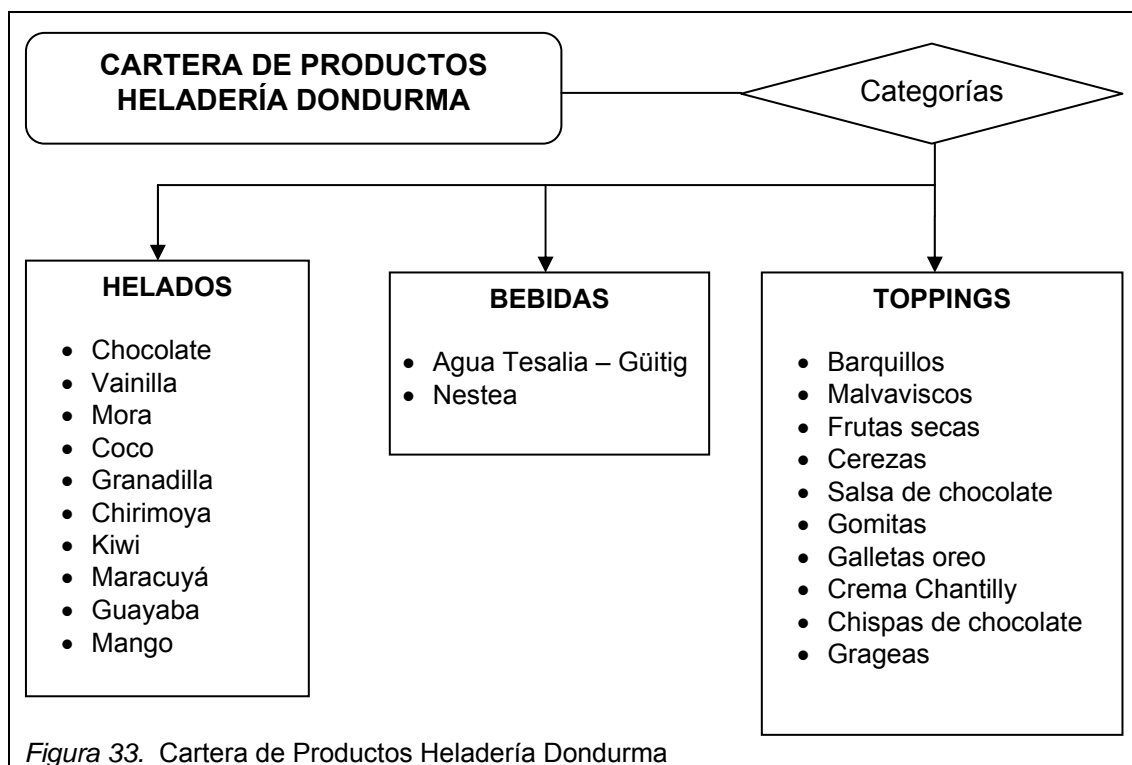 CARTERA DE PRODUCTOS
HELADERÍA DONDURMA
Categorías
HELADOS
• Chocolate
• Vainilla
• Mora
• Coco
• Granadilla
• Chirimoya
• Kiwi
• Maracuyá
• Guayaba
• Mango
BEBIDAS
• Agua Tesalia – Güitig
• Nestea
TOPPINGS
• Barquillos
• Malvaviscos
• Frutas secas
• Cerezas
• Salsa de chocolate
• Gomitas
• Galletas oreo
• Crema Chantilly
• Chispas de chocolate
• Grageas
Figura 33. Cartera de Productos Heladería Dondurma